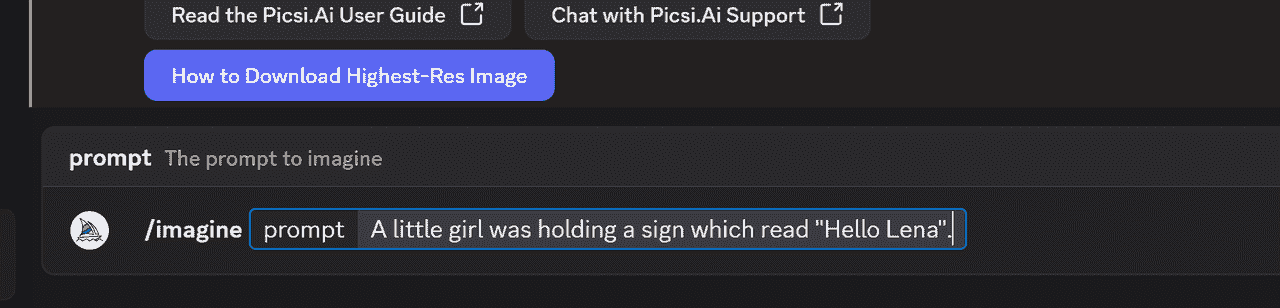 Read the Picsi.Ai User Guide Chat with Picsi.Ai Support
How to Download Highest-Res Image
prompt The prompt to imagine
/imagine prompt A little girl was holding a sign which read "Hello Lena".